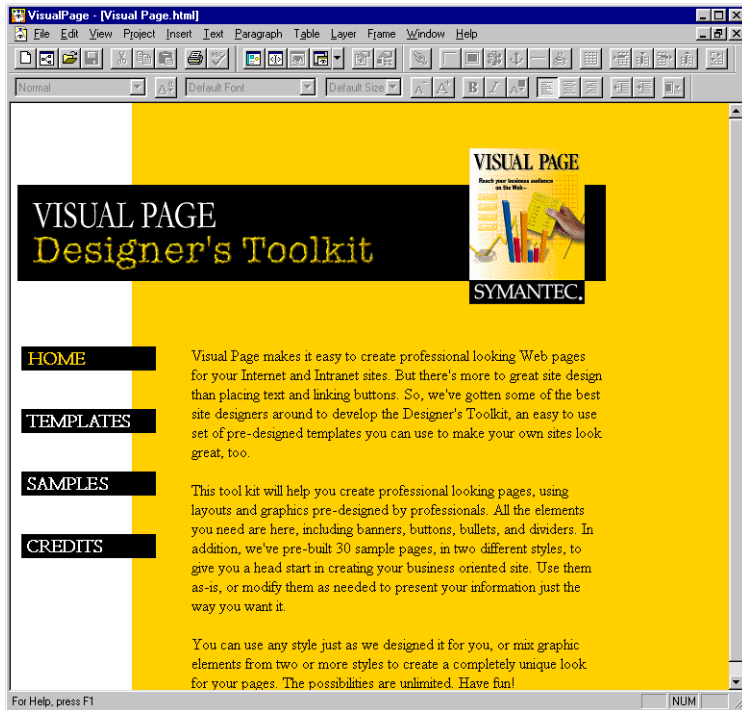 VisualPage - [Visual Page.html]
File Edit View Project Insert Text Paragraph Table Layer Frame Window Help
Normal Default Font Default Size B I
VISUAL PAGE
Reach your business audience
on the Web–
SYMANTEC.
VISUAL PAGE
Designer's Toolkit
HOME
TEMPLATES
SAMPLES
CREDITS
Visual Page makes it easy to create professional looking Web pages
for your Internet and Intranet sites. But there's more to great site design
than placing text and linking buttons. So, we've gotten some of the best
site designers around to develop the Designer's Toolkit, an easy to use
set of pre-designed templates you can use to make your own sites look
great, too.
This tool kit will help you create professional looking pages, using
layouts and graphics pre-designed by professionals. All the elements
you need are here, including banners, buttons, bullets, and dividers. In
addition, we've pre-built 30 sample pages, in two different styles, to
give you a head start in creating your business oriented site. Use them
as-is, or modify them as needed to present your information just the
way you want it.
You can use any style just as we designed it for you, or mix graphic
elements from two or more styles to create a completely unique look
for your pages. The possibilities are unlimited. Have fun!
For Help, press F1
NUM